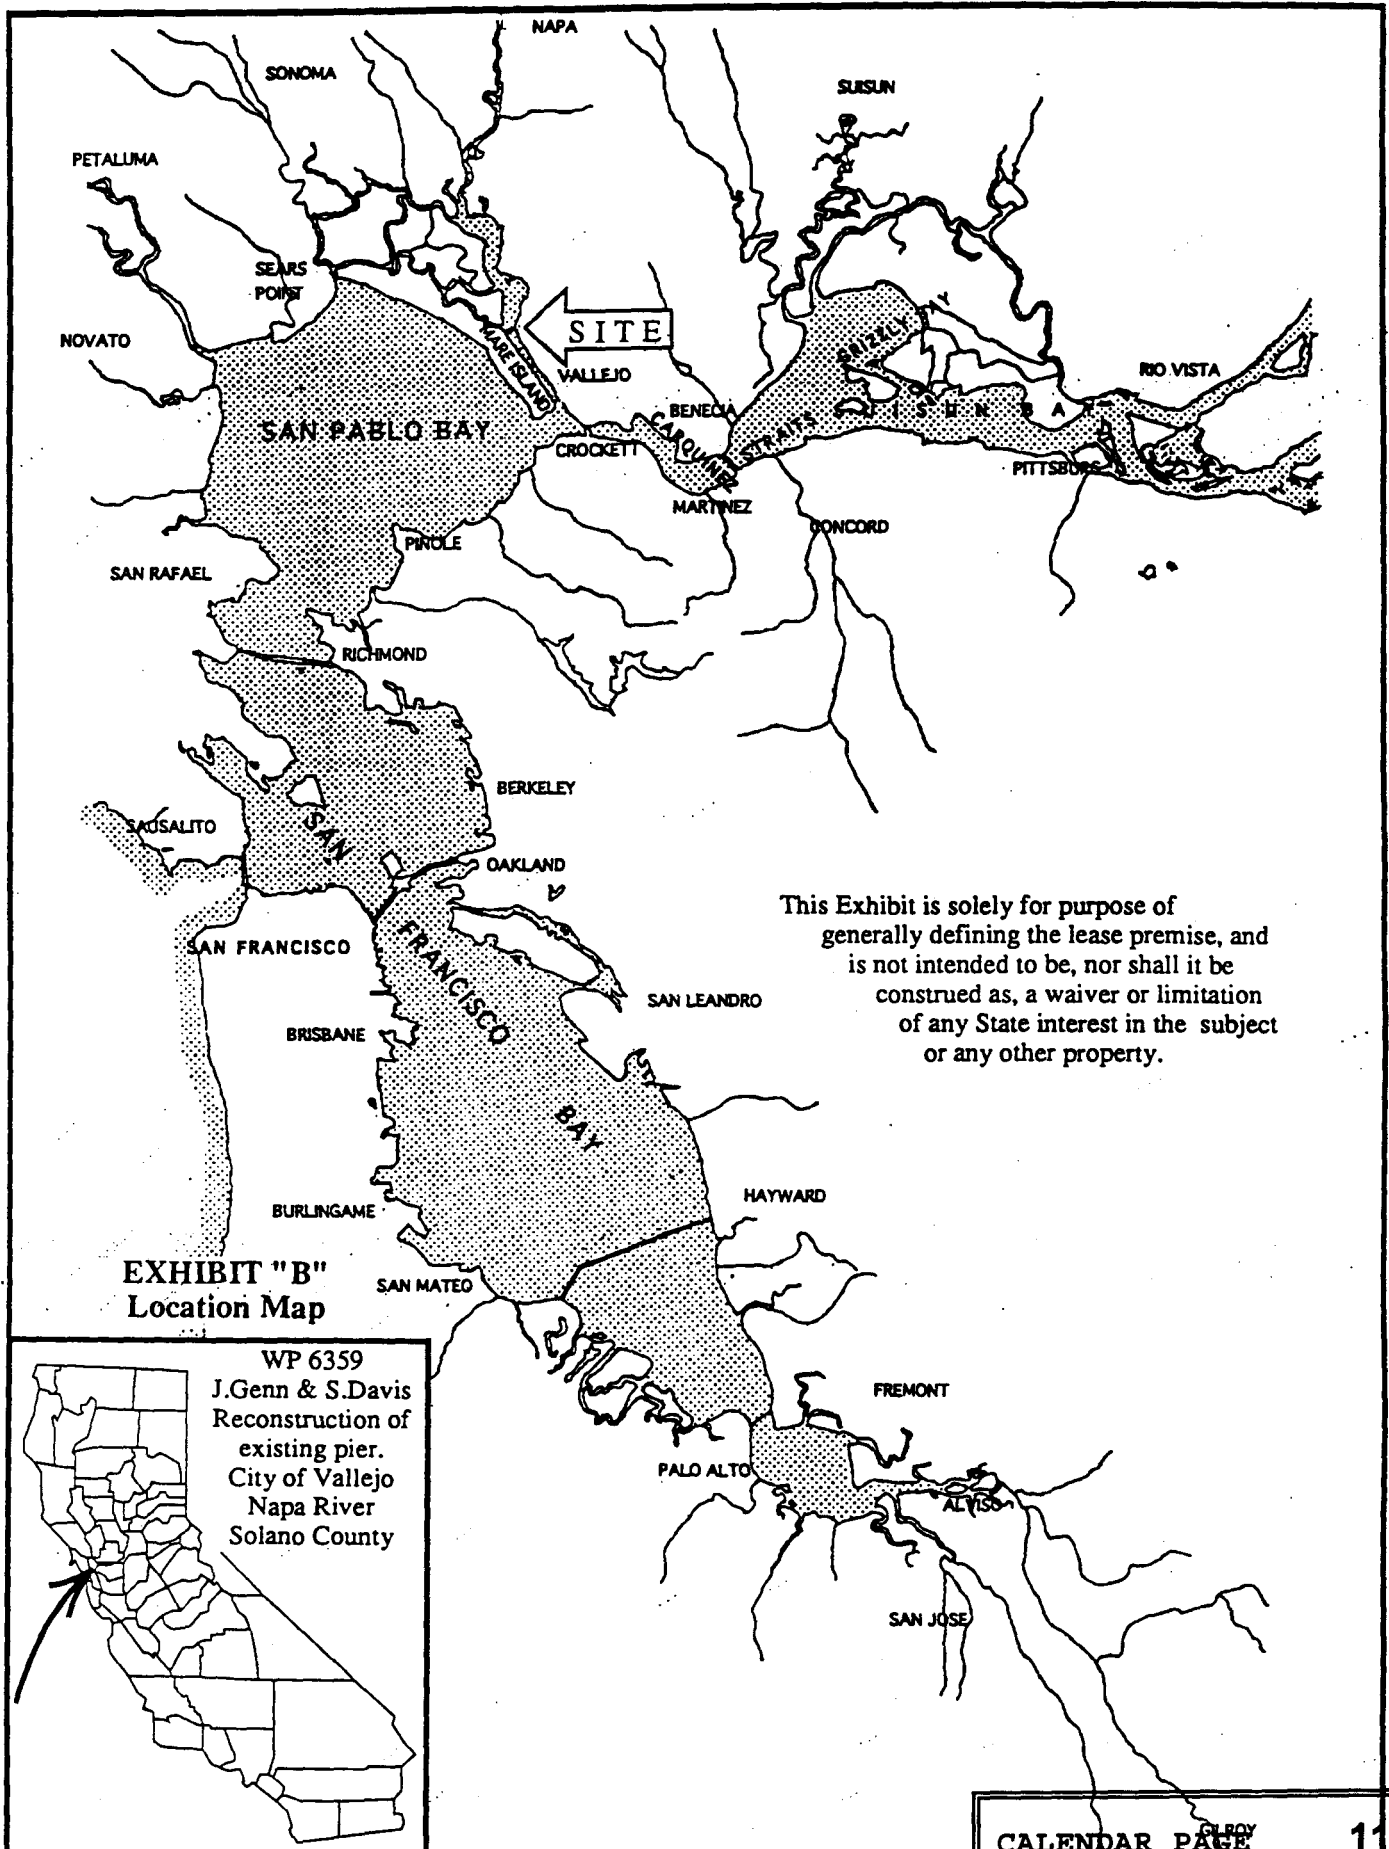 NAPA
SONOMA
SUISUN
PETALUMA
SEARS
POINT
SITE
NOVATO
MARE ISLAND
VALLEJO
GRIZZLY BAY
RIO VISTA
BENECIA
SUISUN BAY
SAN PABLO BAY
CARQUINEZ STRAITS
CROCKETT
PITTSBURG
MARTINEZ
CONCORD
PINOLE
SAN RAFAEL
RICHMOND
BERKELEY
SAUSALITO
OAKLAND
SAN FRANCISCO BAY
This Exhibit is solely for purpose of
generally defining the lease premise, and
is not intended to be, nor shall it be
construed as, a waiver or limitation
of any State interest in the subject
or any other property.
SAN FRANCISCO
SAN LEANDRO
BRISBANE
HAYWARD
BURLINGAME
SAN MATEO
EXHIBIT "B"
Location Map
WP 6359
J.Genn & S.Davis
Reconstruction of
existing pier.
City of Vallejo
Napa River
Solano County
FREMONT
PALO ALTO
ALVISO
SAN JOSE
GILROY
CALENDAR PAGE 11